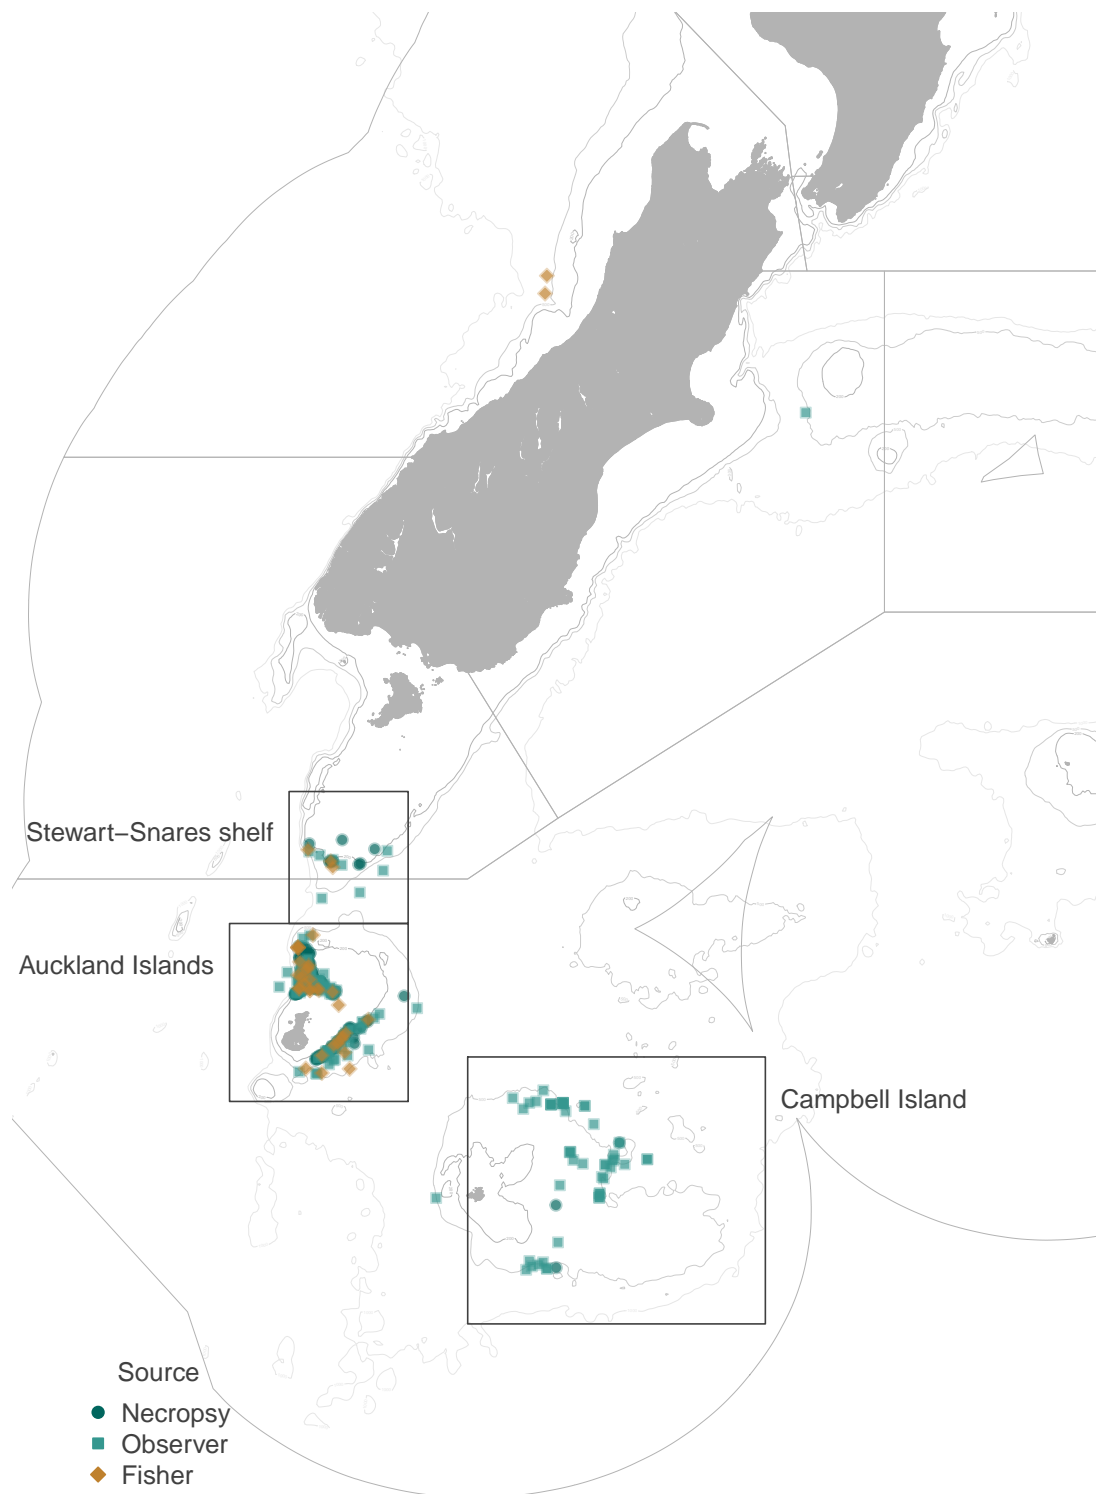 Stewart−Snares shelf
Auckland Islands
Campbell Island
Source
Necropsy
Observer
Fisher